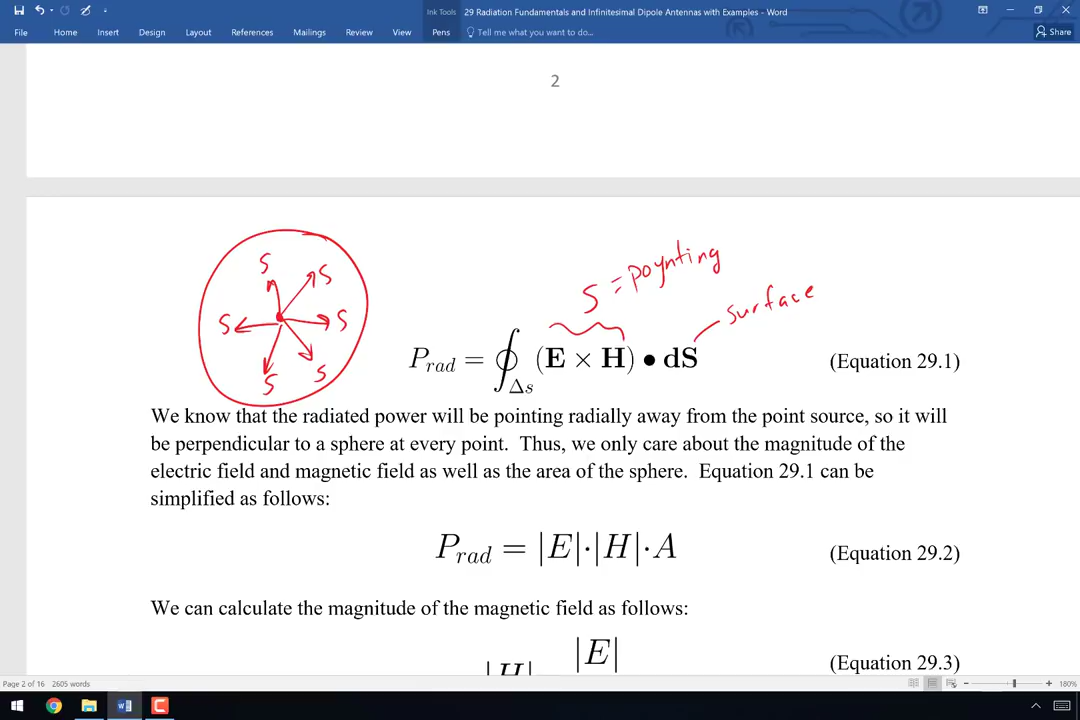 29 Radiation Fundamentals and Infinitesimal Dipole Antennas with Examples - Word
Ink Tools
File Home Insert Design Layout References Mailings Review View Pens Tell me what you want to do... Share
2
S
S
S
S
S
S
S = poynting
surface
P_{rad} = ∮_{Δs} (E × H) • dS
(Equation 29.1)
We know that the radiated power will be pointing radially away from the point source, so it will
be perpendicular to a sphere at every point. Thus, we only care about the magnitude of the
electric field and magnetic field as well as the area of the sphere. Equation 29.1 can be
simplified as follows:
P_{rad} = |E|·|H|·A
(Equation 29.2)
We can calculate the magnitude of the magnetic field as follows:
|H| |E|
(Equation 29.3)
Page 2 of 16 2605 words
180%